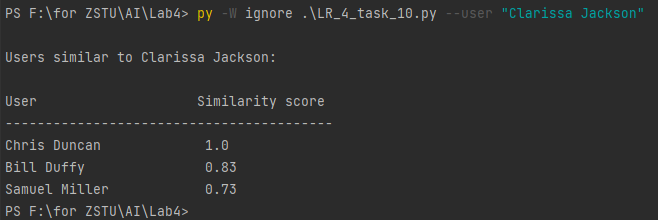 PS F:\for ZSTU\AI\Lab4> py -W ignore .\LR_4_task_10.py --user "Clarissa Jackson"
Users similar to Clarissa Jackson:
User                    Similarity score
-----------------------------------------
Chris Duncan             1.0
Bill Duffy               0.83
Samuel Miller            0.73
PS F:\for ZSTU\AI\Lab4>